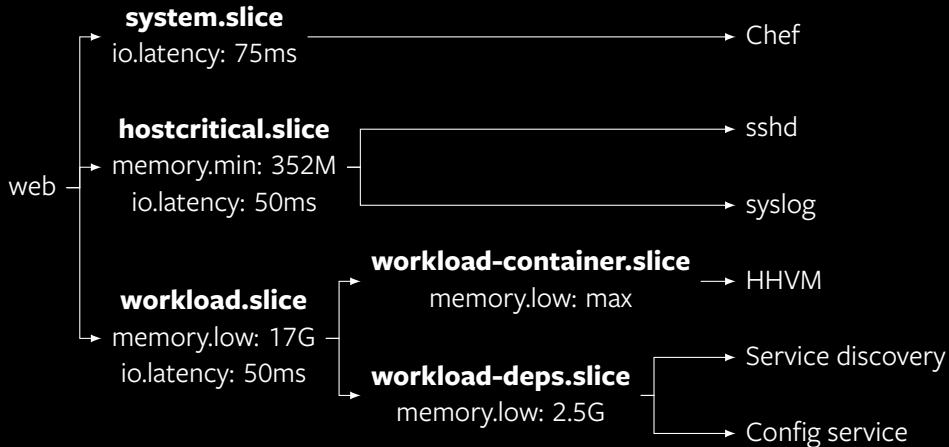 system.slice
io.latency: 75ms
Chef
hostcritical.slice
memory.min: 352M
io.latency: 50ms
sshd
syslog
web
workload.slice
memory.low: 17G
io.latency: 50ms
workload-container.slice
memory.low: max
HHVM
workload-deps.slice
memory.low: 2.5G
Service discovery
Config service